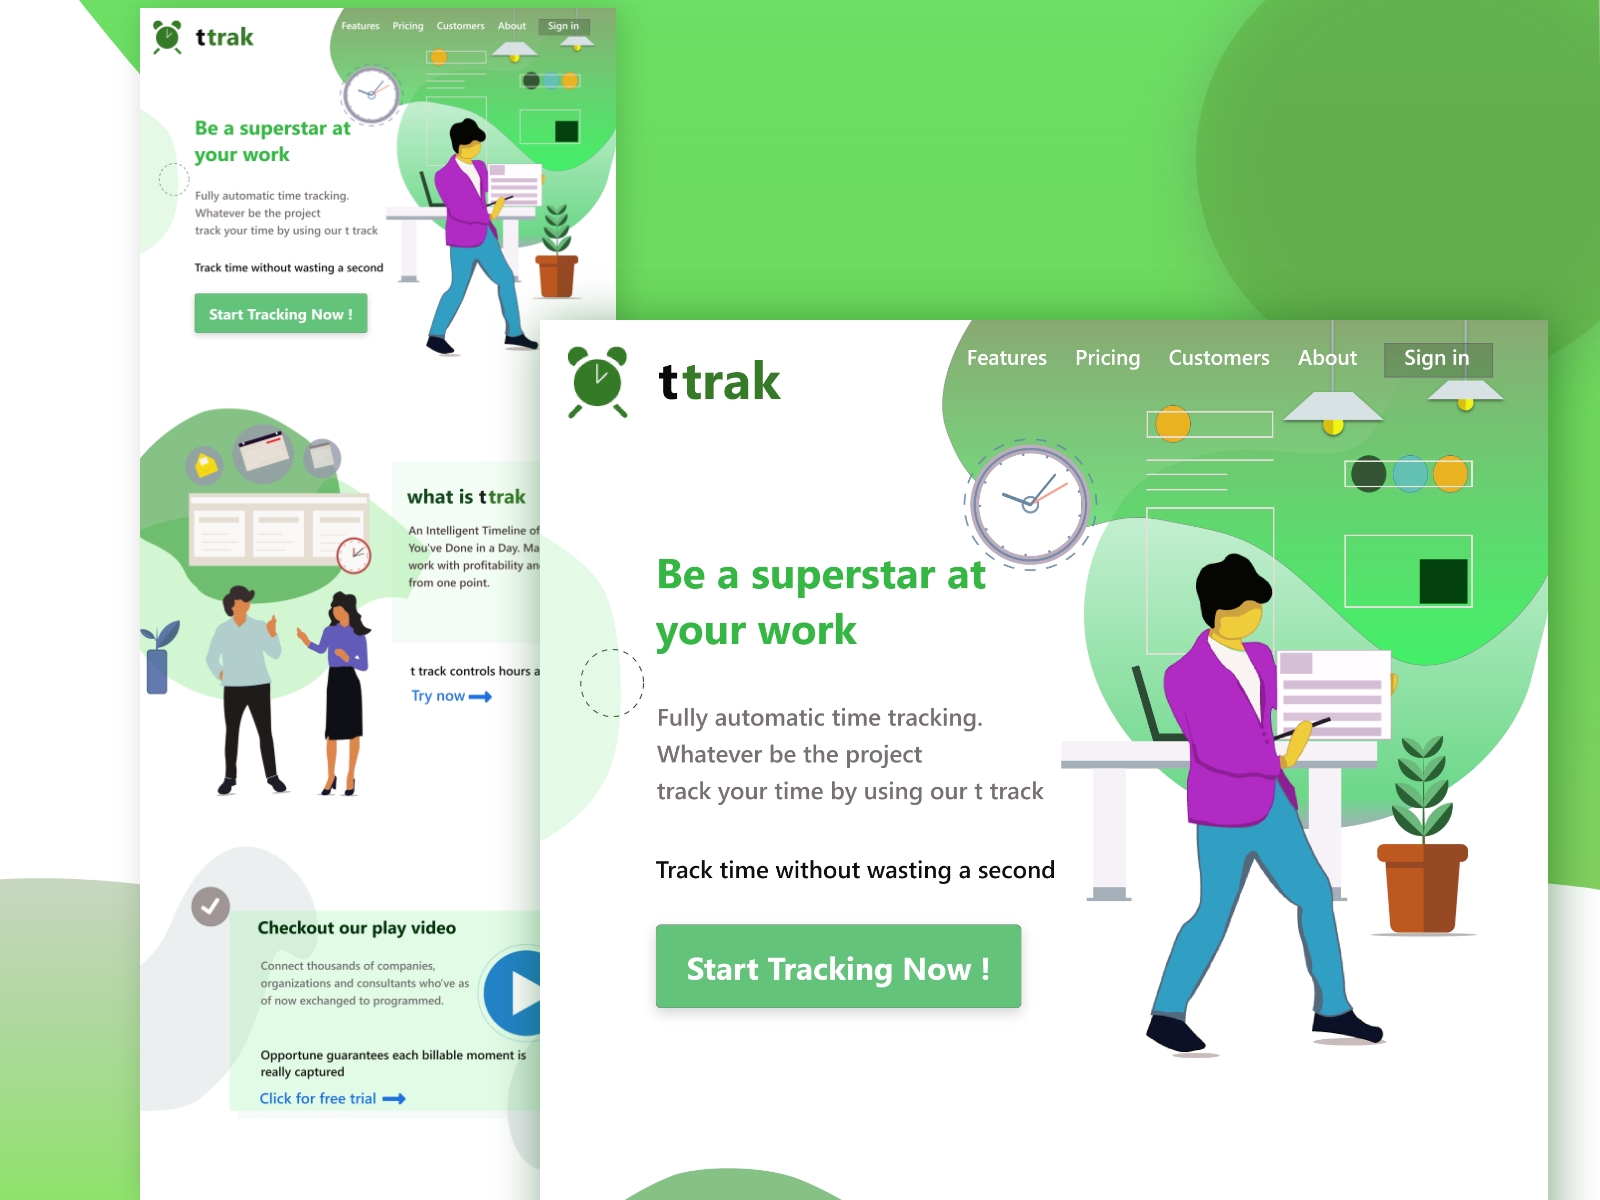 ttrak
Features Pricing Customers About Sign in
Be a superstar at
your work
Fully automatic time tracking.
Whatever be the project
track your time by using our t track
Track time without wasting a second
Start Tracking Now !
what is ttrak
An Intelligent Timeline of
You've Done in a Day. Ma
work with profitability an
from one point.
t track controls hours a
Try now
Checkout our play video
Connect thousands of companies,
organizations and consultants who've as
of now exchanged to programmed.
Opportune guarantees each billable moment is
really captured
Click for free trial
ttrak
Features Pricing Customers About Sign in
Be a superstar at
your work
Fully automatic time tracking.
Whatever be the project
track your time by using our t track
Track time without wasting a second
Start Tracking Now !